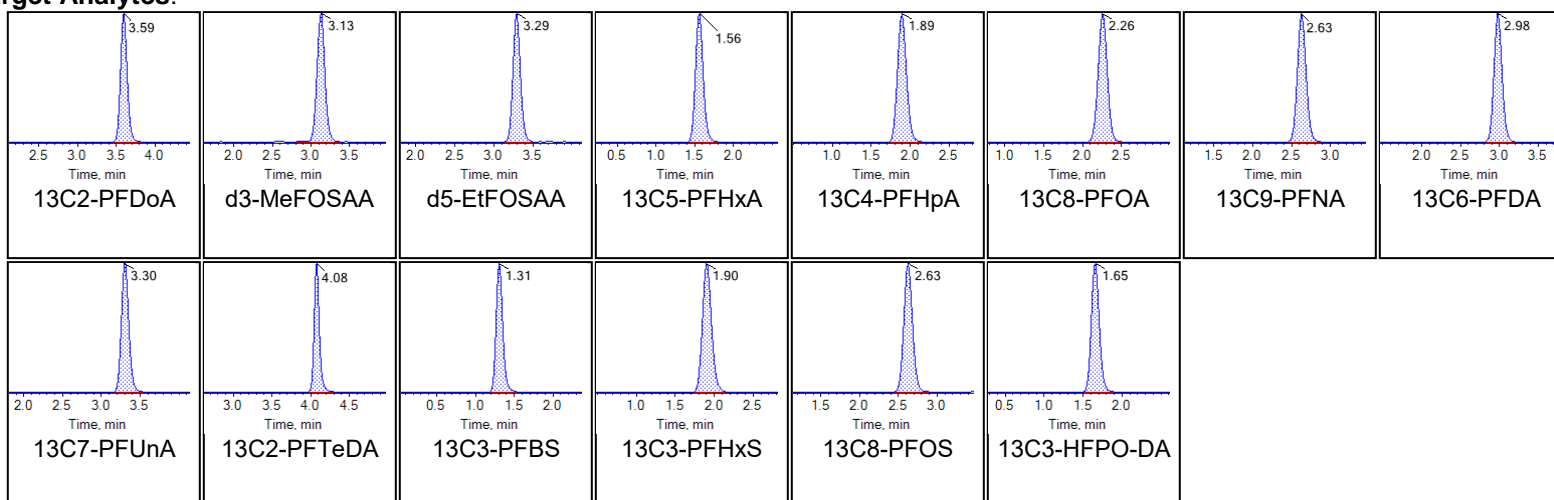 rget Analytes:
3.59
2.5 3.0 3.5 4.0
Time, min
13C2-PFDoA
3.13
2.0 2.5 3.0 3.5
Time, min
d3-MeFOSAA
3.29
2.0 2.5 3.0 3.5
Time, min
d5-EtFOSAA
1.56
0.5 1.0 1.5 2.0
Time, min
13C5-PFHxA
1.89
1.0 1.5 2.0 2.5
Time, min
13C4-PFHpA
2.26
1.0 1.5 2.0 2.5
Time, min
13C8-PFOA
2.63
1.5 2.0 2.5 3.0
Time, min
13C9-PFNA
2.98
2.0 2.5 3.0 3.5
Time, min
13C6-PFDA
3.30
2.0 2.5 3.0 3.5
Time, min
13C7-PFUnA
4.08
3.0 3.5 4.0 4.5
Time, min
13C2-PFTeDA
1.31
0.5 1.0 1.5 2.0
Time, min
13C3-PFBS
1.90
1.0 1.5 2.0 2.5
Time, min
13C3-PFHxS
2.63
1.5 2.0 2.5 3.0
Time, min
13C8-PFOS
1.65
0.5 1.0 1.5 2.0
Time, min
13C3-HFPO-DA